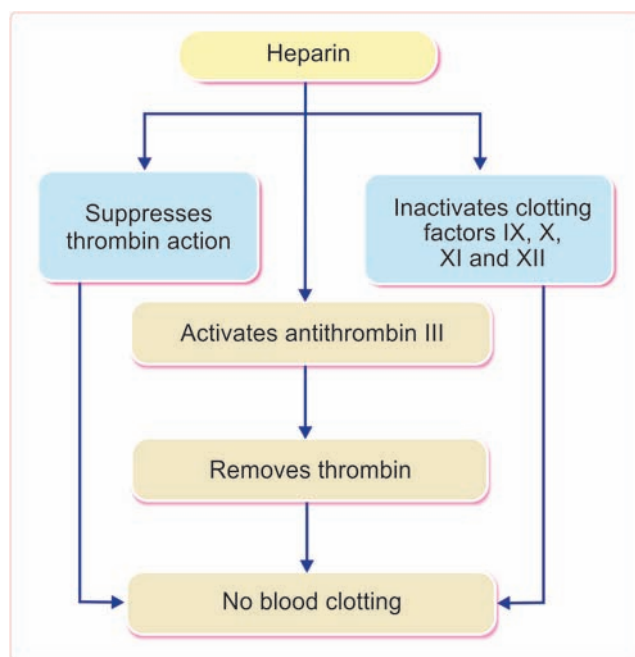 Heparin
Suppresses
thrombin action
Inactivates clotting
factors IX, X,
XI and XII
Activates antithrombin III
Removes thrombin
No blood clotting